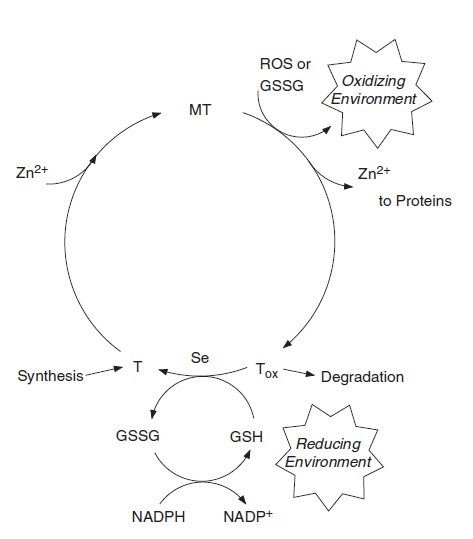 ROS or
GSSG
Oxidizing
Environment
MT
Zn2+
Zn2+
to Proteins
Se
T
Tox
Synthesis
Degradation
GSSG
GSH
Reducing
Environment
NADPH
NADP+